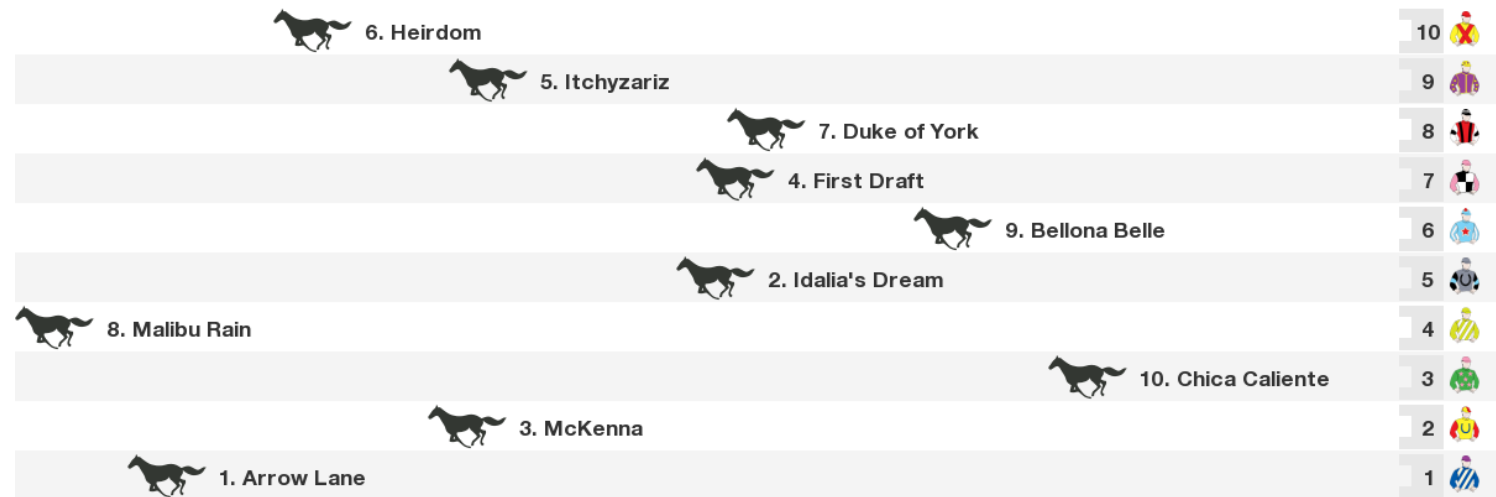 6. Heirdom 10
5. Itchyzariz 9
7. Duke of York 8
4. First Draft 7
9. Bellona Belle 6
2. Idalia's Dream 5
8. Malibu Rain 4
10. Chica Caliente 3
3. McKenna 2
1. Arrow Lane 1